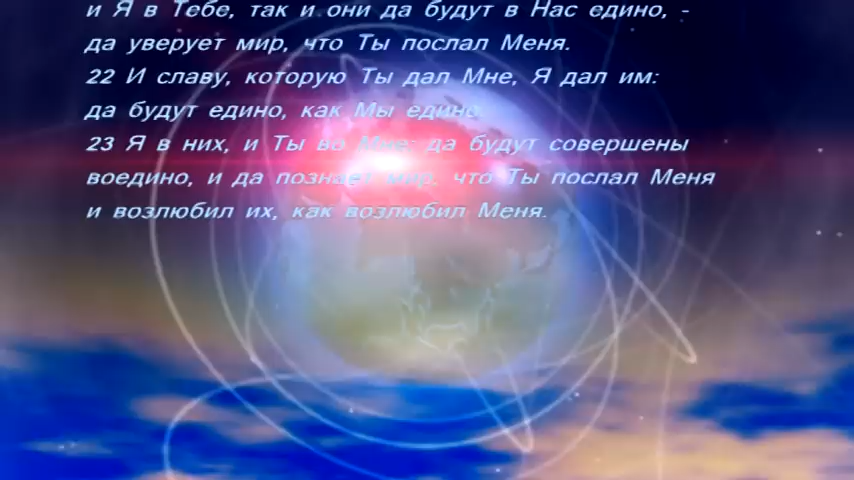 и Я в Тебе, так и они да будут в Нас едино, -
да уверует мир, что Ты послал Меня.
22 И славу, которую Ты дал Мне, Я дал им:
да будут едино, как Мы едино.
23 Я в них, и Ты во Мне; да будут совершены
воедино, и да познает мир, что Ты послал Меня
и возлюбил их, как возлюбил Меня.